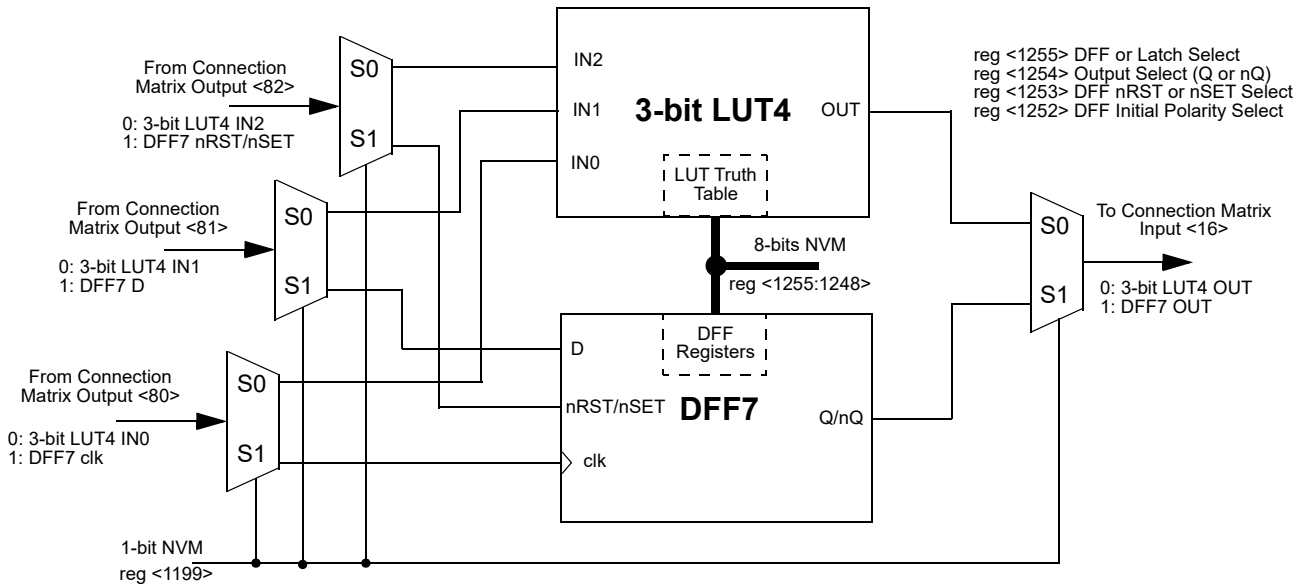 From Connection
Matrix Output <82>
0: 3-bit LUT4 IN2
1: DFF7 nRST/nSET
S0
S1
From Connection
Matrix Output <81>
0: 3-bit LUT4 IN1
1: DFF7 D
S0
S1
From Connection
Matrix Output <80>
0: 3-bit LUT4 IN0
1: DFF7 clk
S0
S1
1-bit NVM
reg <1199>
IN2
IN1
IN0
3-bit LUT4
OUT
LUT Truth
Table
8-bits NVM
reg <1255:1248>
DFF
Registers
D
nRST/nSET
clk
DFF7
Q/nQ
reg <1255> DFF or Latch Select
reg <1254> Output Select (Q or nQ)
reg <1253> DFF nRST or nSET Select
reg <1252> DFF Initial Polarity Select
S0
S1
To Connection Matrix
Input <16>
0: 3-bit LUT4 OUT
1: DFF7 OUT